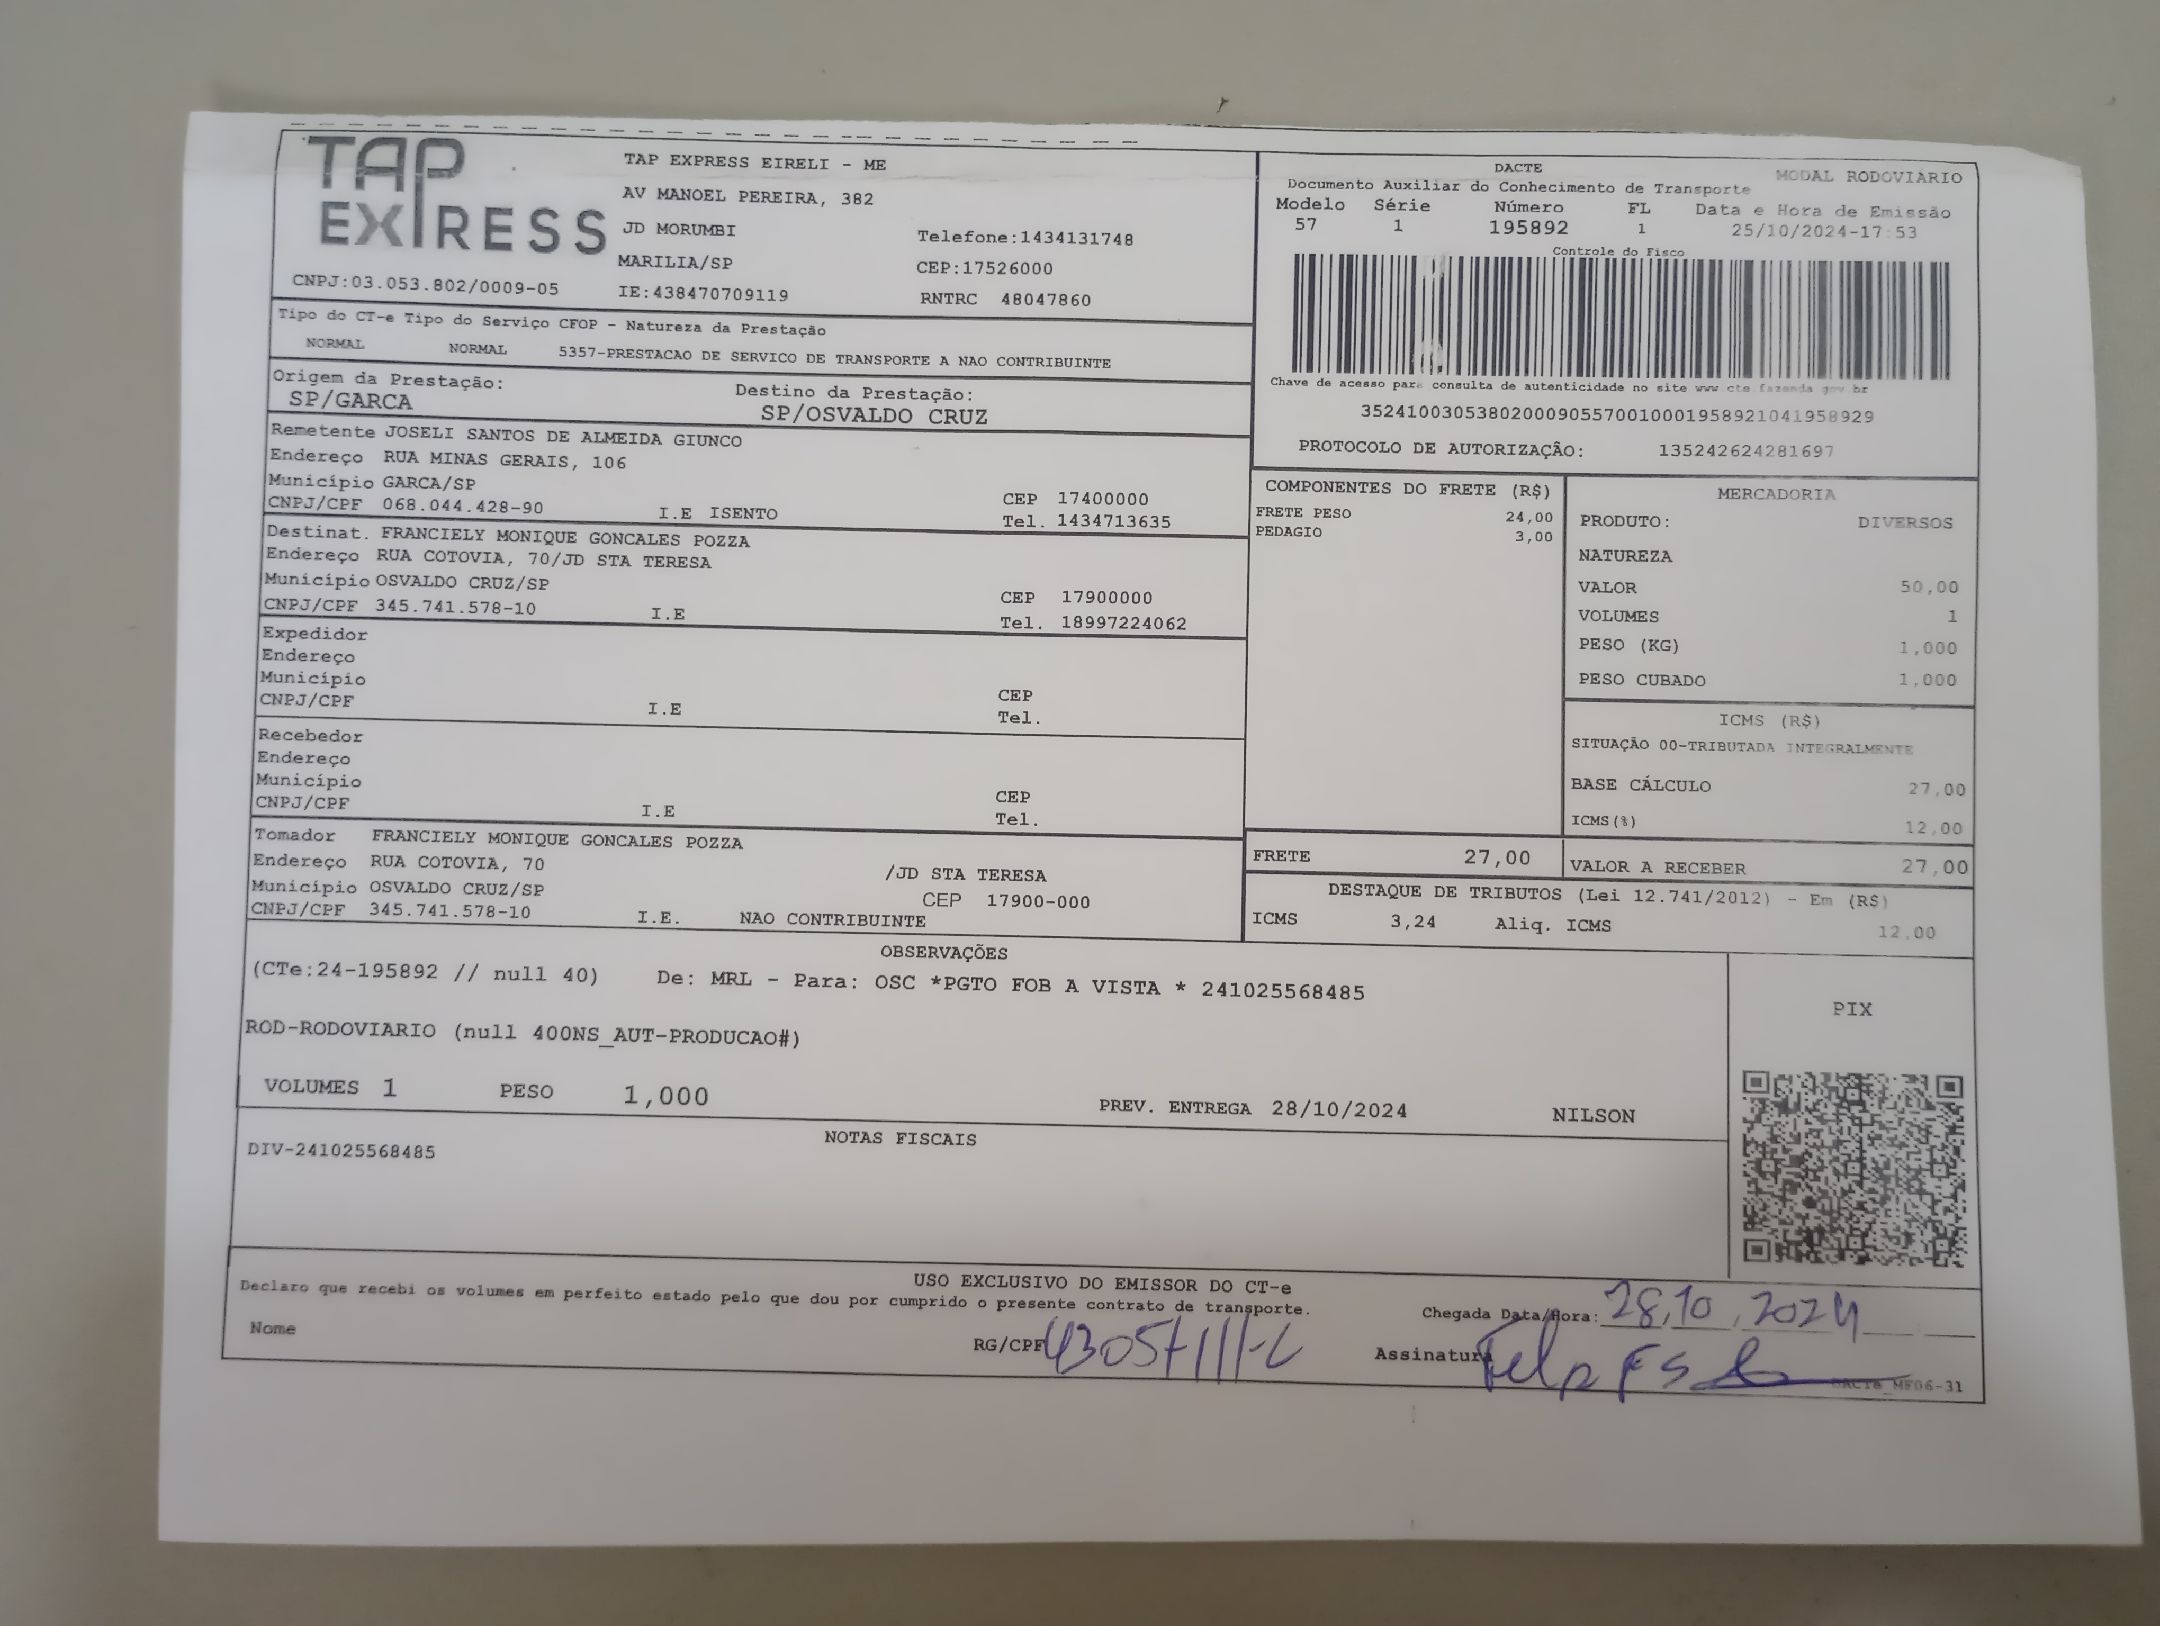 TAP EXPRESS
TAP EXPRESS EIRELI - ME
AV MANOEL PEREIRA, 382
JD MORUMBI
Telefone:1434131748
MARILIA/SP
CEP:17526000
CNPJ:03.053.802/0009-05
IE:438470709119
RNTRC 48047860
DACTE
MODAL RODOVIARIO
Documento Auxiliar do Conhecimento de Transporte
Modelo Série Número FL Data e Hora de Emissão
57 1 195892 1 25/10/2024-17:53
Controle do Fisco
Chave de acesso para consulta de autenticidade no site www.cte.fazenda.gov.br
35241003053802000905570010001958921041958929
PROTOCOLO DE AUTORIZAÇÃO: 135242624281697
Tipo do CT-e Tipo do Serviço CFOP - Natureza da Prestação
NORMAL NORMAL 5357-PRESTACAO DE SERVICO DE TRANSPORTE A NAO CONTRIBUINTE
Origem da Prestação: Destino da Prestação:
SP/GARCA SP/OSVALDO CRUZ
Remetente JOSELI SANTOS DE ALMEIDA GIUNCO
Endereço RUA MINAS GERAIS, 106
Município GARCA/SP CEP 17400000
CNPJ/CPF 068.044.428-90 I.E ISENTO Tel. 1434713635
Destinat. FRANCIELY MONIQUE GONCALES POZZA
Endereço RUA COTOVIA, 70/JD STA TERESA
Município OSVALDO CRUZ/SP CEP 17900000
CNPJ/CPF 345.741.578-10 I.E Tel. 18997224062
Expedidor
Endereço
Município CEP
CNPJ/CPF I.E Tel.
Recebedor
Endereço
Município CEP
CNPJ/CPF I.E Tel.
Tomador FRANCIELY MONIQUE GONCALES POZZA
Endereço RUA COTOVIA, 70 /JD STA TERESA
Município OSVALDO CRUZ/SP CEP 17900-000
CNPJ/CPF 345.741.578-10 I.E. NAO CONTRIBUINTE
COMPONENTES DO FRETE (R$)
FRETE PESO 24,00
PEDAGIO 3,00
MERCADORIA
PRODUTO: DIVERSOS
NATUREZA
VALOR 50,00
VOLUMES 1
PESO (KG) 1,000
PESO CUBADO 1,000
ICMS (R$)
SITUAÇÃO 00-TRIBUTADA INTEGRALMENTE
BASE CÁLCULO 27,00
ICMS(%) 12,00
FRETE 27,00 VALOR A RECEBER 27,00
DESTAQUE DE TRIBUTOS (Lei 12.741/2012) - Em (R$)
ICMS 3,24 Aliq. ICMS 12,00
OBSERVAÇÕES
(CTe:24-195892 // null 40) De: MRL - Para: OSC *PGTO FOB A VISTA * 241025568485
ROD-RODOVIARIO (null 400NS_AUT-PRODUCAO#)
VOLUMES 1 PESO 1,000 PREV. ENTREGA 28/10/2024 NILSON
PIX
NOTAS FISCAIS
DIV-241025568485
USO EXCLUSIVO DO EMISSOR DO CT-e
Declaro que recebi os volumes em perfeito estado pelo que dou por cumprido o presente contrato de transporte.
Chegada Data/Hora: 28,10,2024
Nome RG/CPF Assinatura
DACTe_MF06-31